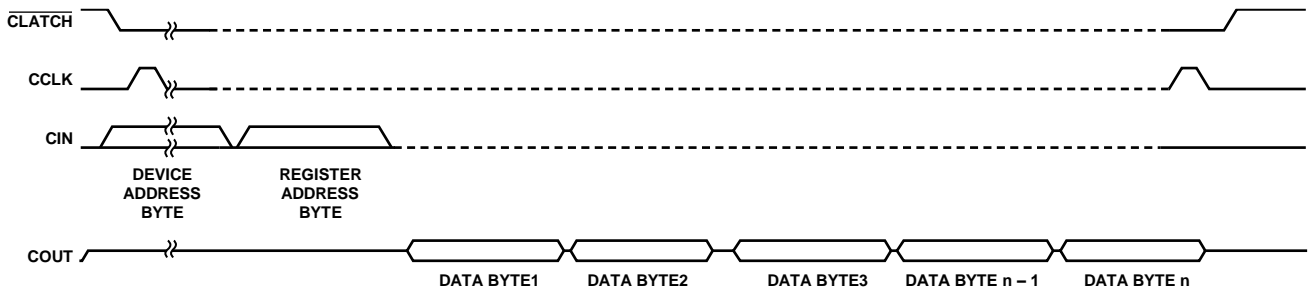 CLATCH
CCLK
CIN
DEVICE
ADDRESS
BYTE
REGISTER
ADDRESS
BYTE
COUT
DATA BYTE1
DATA BYTE2
DATA BYTE3
DATA BYTE n – 1
DATA BYTE n